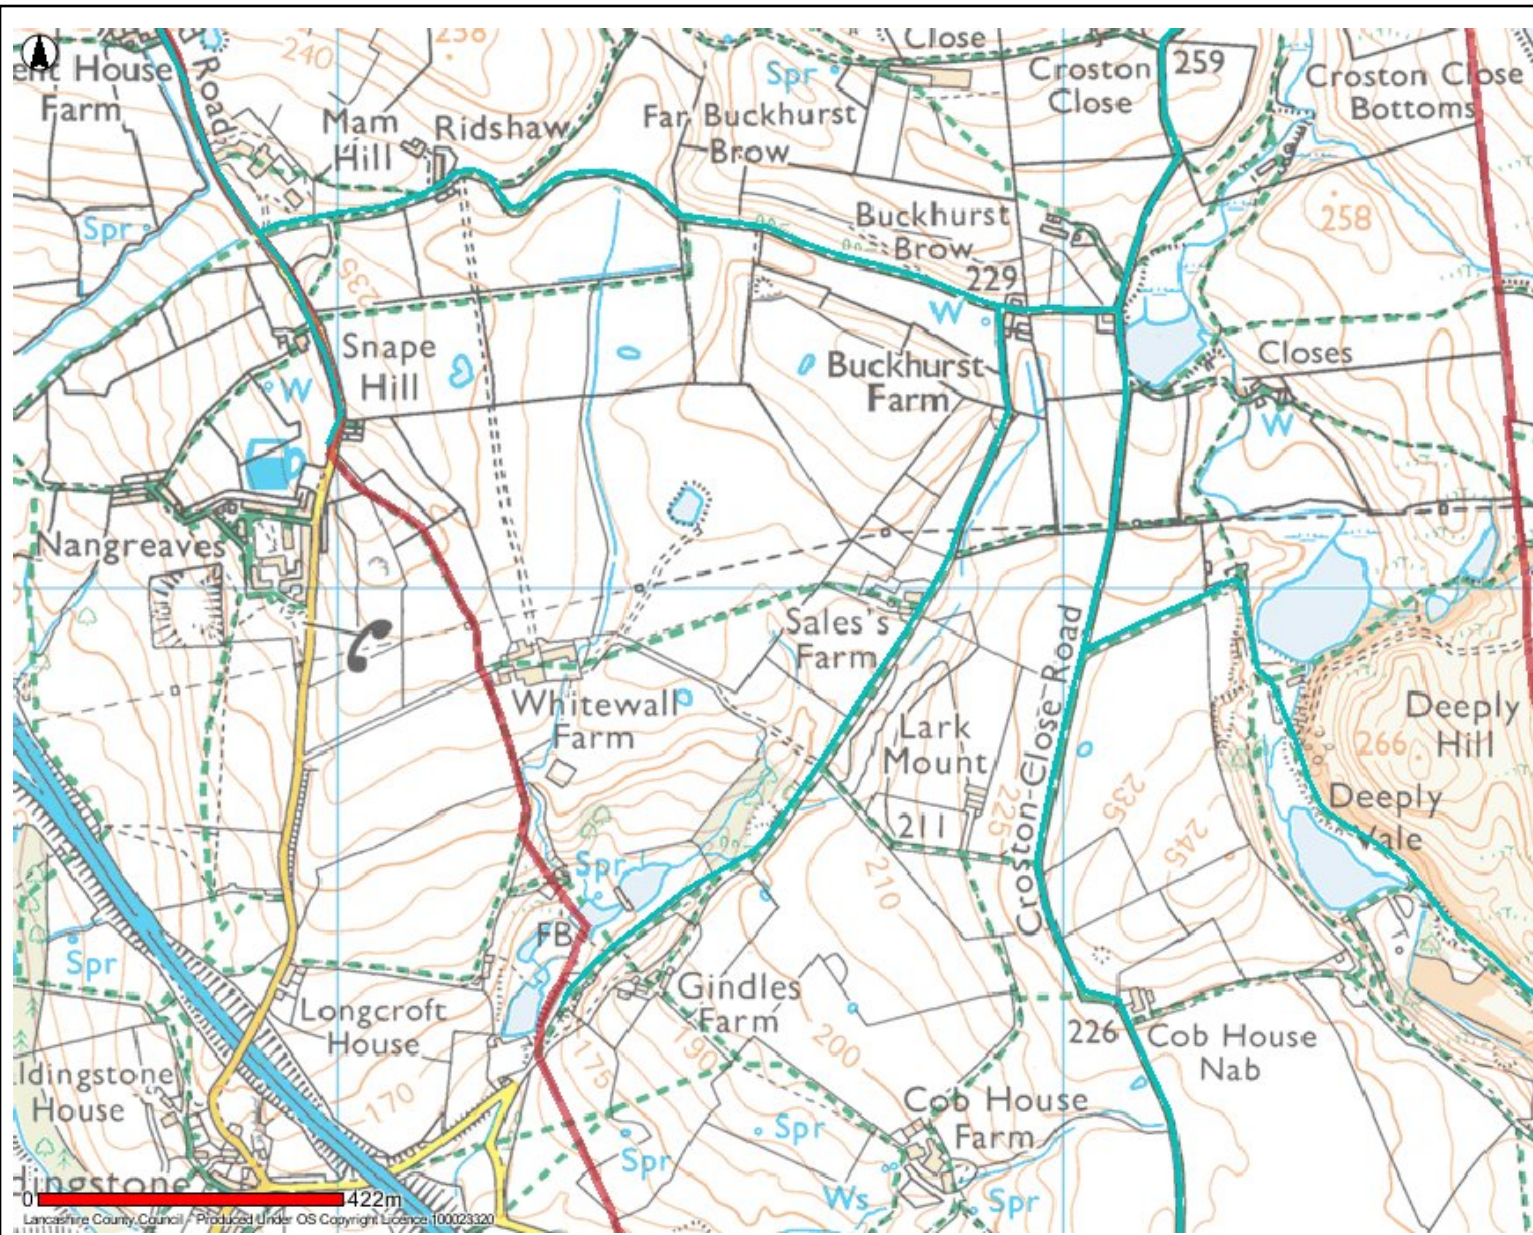 258
240
Close
259
Spr
Croston
Close
Croston Close
Bottoms
ent House
Farm
Road
Mam
Hill
Ridshaw
Far Buckhurst
Brow
Spr
258
Buckhurst
Brow
229
235
W
Snape
Hill
Closes
Buckhurst
Farm
W
W
Nangreaves
Sales's
Farm
Whitewall
Farm
Lark
Mount
Croston Close Road
Deeply
Hill
266
Deeply
Vale
211
225
235
245
Spr
210
FB
Spr
Gindles
Farm
Longcroft
House
226
Cob House
Nab
200
190
175
170
ldingstone
House
Cob House
Farm
Spr
Spr
Ws
Spr
dingstone
0 422m
Lancashire County Council - Produced Under OS Copyright Licence 100023320